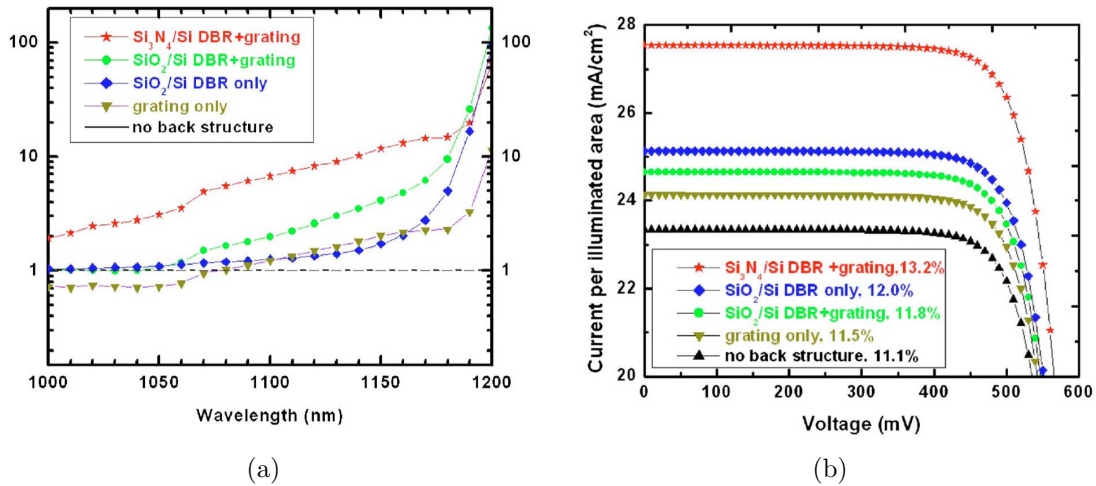 100
10
1
1000 1050 1100 1150 1200
100
10
1
Wavelength (nm)
Si₃N₄/Si DBR+grating
SiO₂/Si DBR+grating
SiO₂/Si DBR only
grating only
no back structure
(a)
Current per illuminated area (mA/cm²)
28
26
24
22
20
0 100 200 300 400 500 600
Voltage (mV)
Si₃N₄/Si DBR +grating,13.2%
SiO₂/Si DBR only, 12.0%
SiO₂/Si DBR+grating, 11.8%
grating only, 11.5%
no back structure, 11.1%
(b)